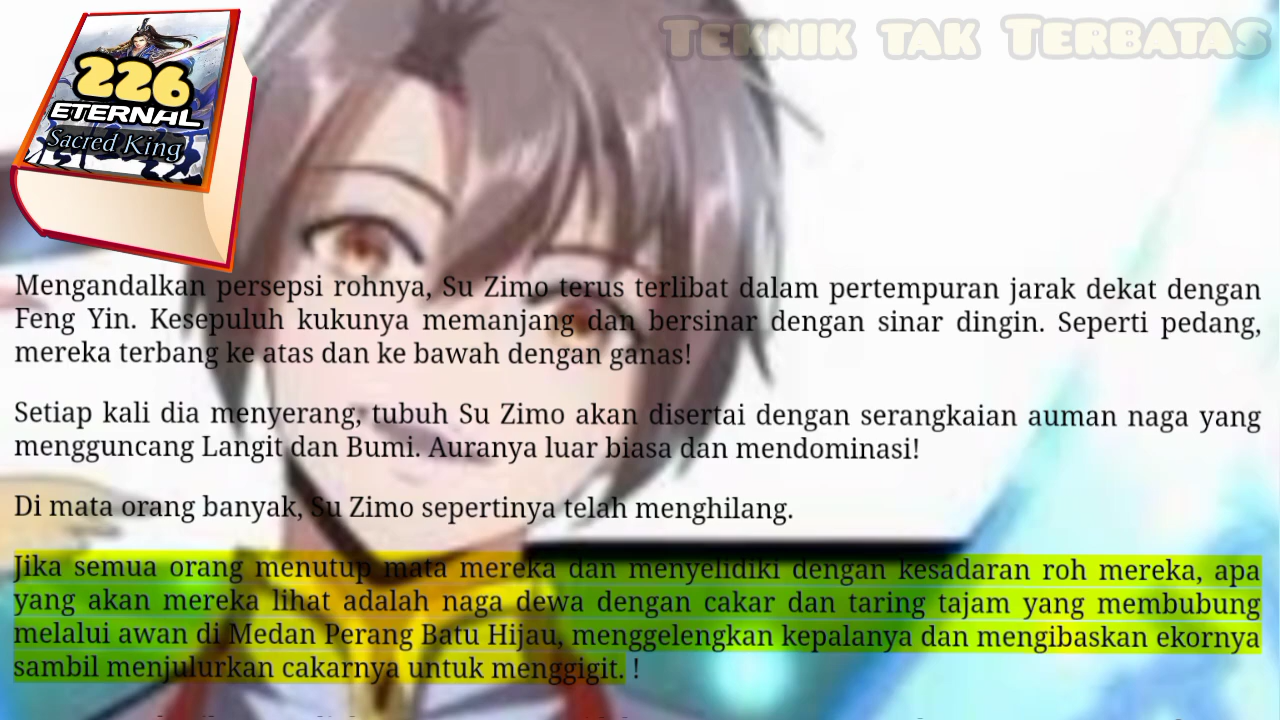 Teknik tak Terbatas
226
ETERNAL
Sacred King
Mengandalkan persepsi rohnya, Su Zimo terus terlibat dalam pertempuran jarak dekat dengan
Feng Yin. Kesepuluh kukunya memanjang dan bersinar dengan sinar dingin. Seperti pedang,
mereka terbang ke atas dan ke bawah dengan ganas!
Setiap kali dia menyerang, tubuh Su Zimo akan disertai dengan serangkaian auman naga yang
mengguncang Langit dan Bumi. Auranya luar biasa dan mendominasi!
Di mata orang banyak, Su Zimo sepertinya telah menghilang.
Jika semua orang menutup mata mereka dan menyelidiki dengan kesadaran roh mereka, apa
yang akan mereka lihat adalah naga dewa dengan cakar dan taring tajam yang membubung
melalui awan di Medan Perang Batu Hijau, menggelengkan kepalanya dan mengibaskan ekornya
sambil menjulurkan cakarnya untuk menggigit. !